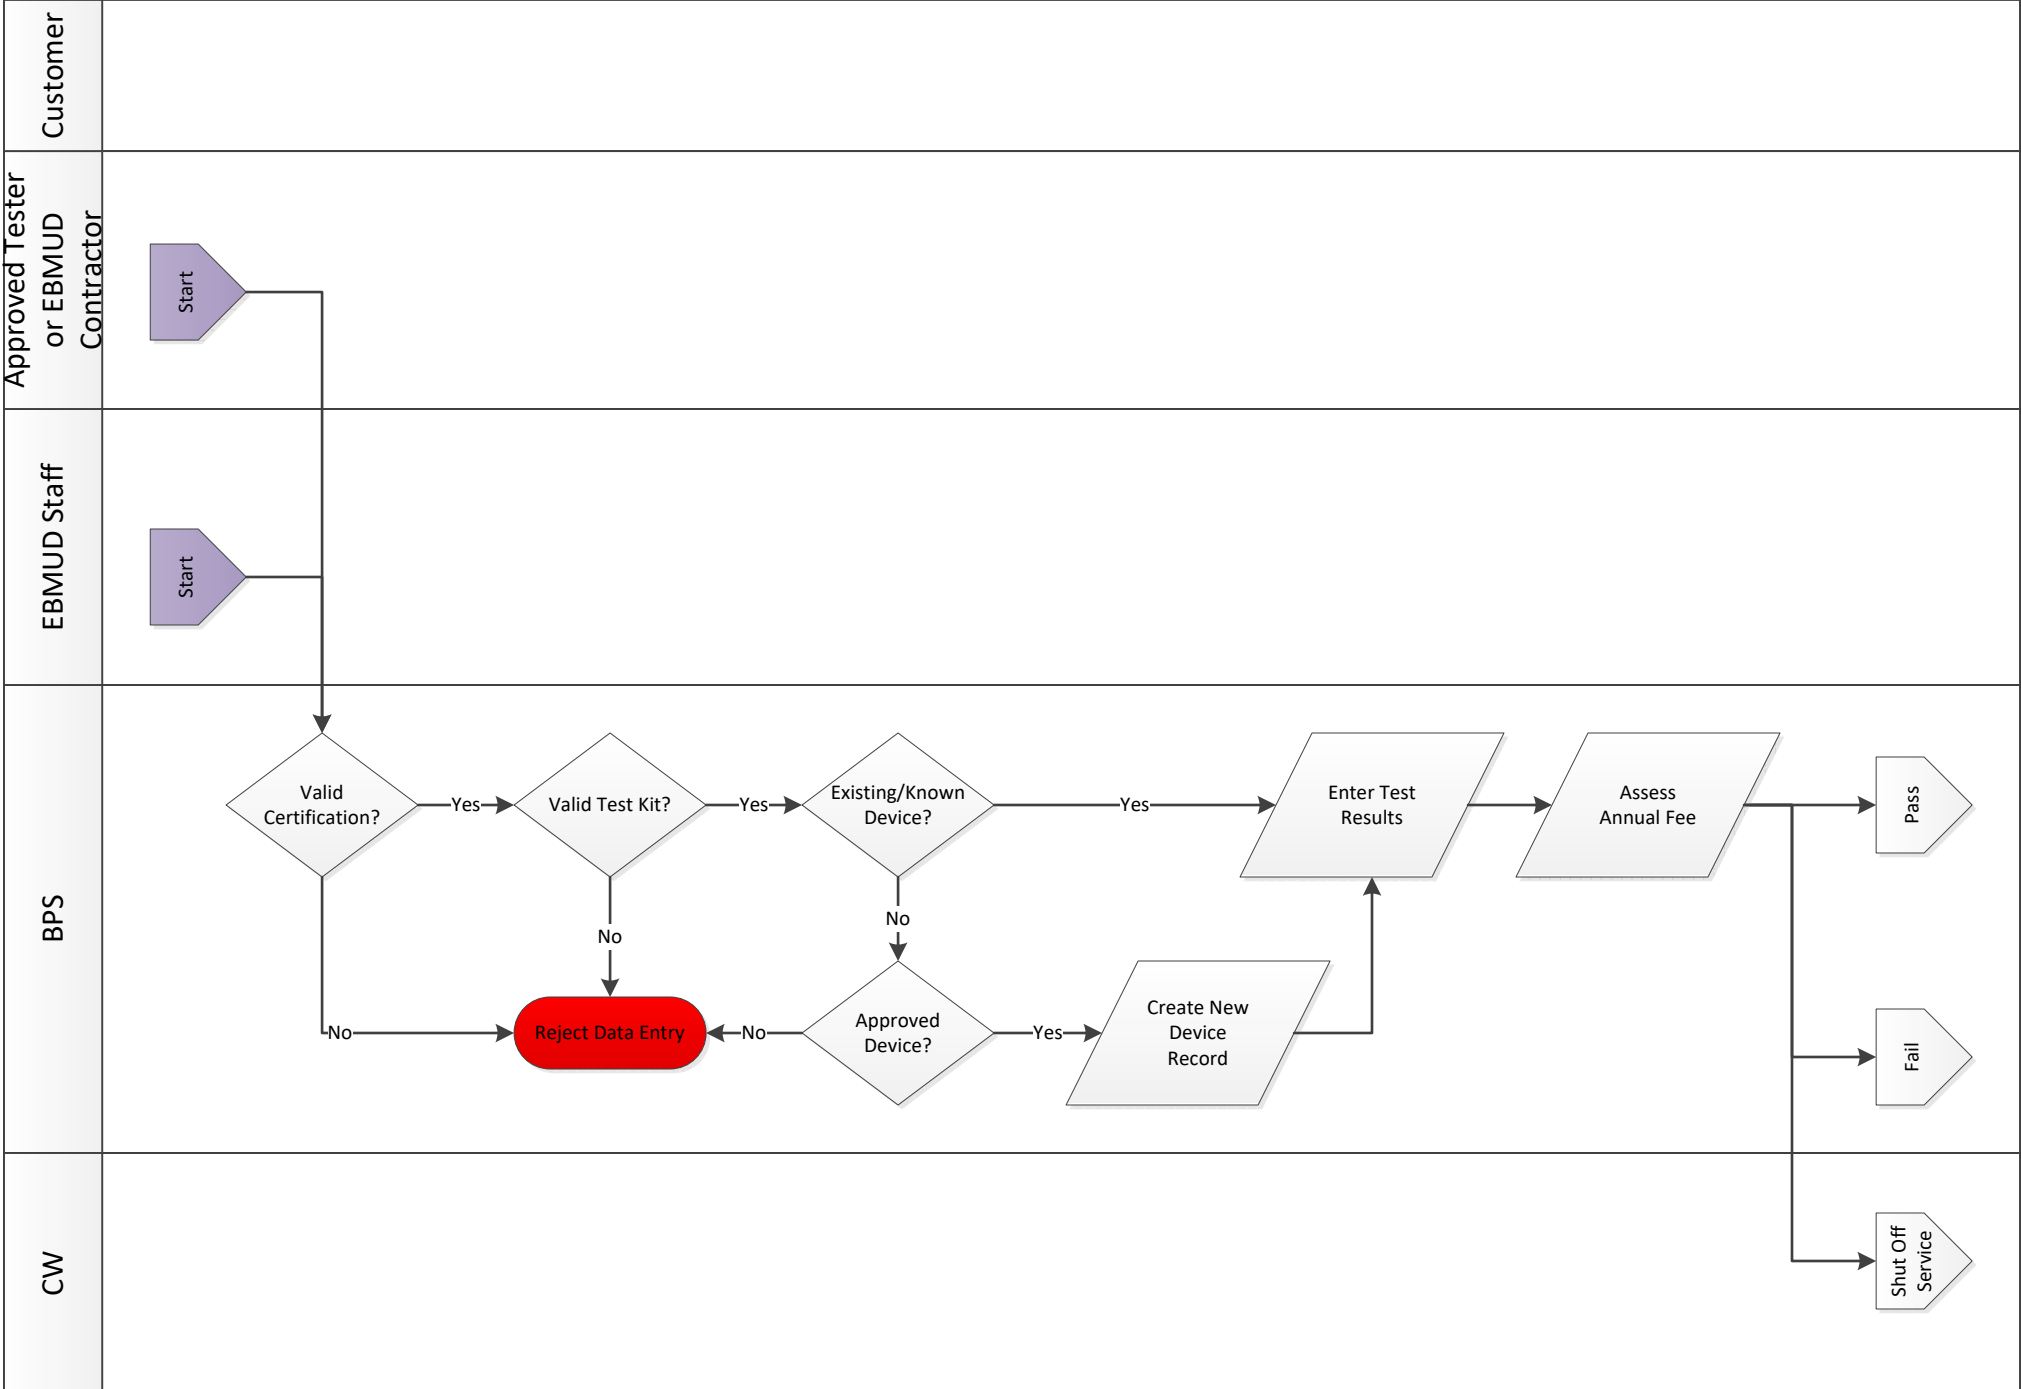 Customer
Approved Tester
or EBMUD
Contractor
Start
EBMUD Staff
Start
BPS
Valid
Certification?
Yes
Valid Test Kit?
Yes
Existing/Known
Device?
Yes
Enter Test
Results
Assess
Annual Fee
Pass
No
No
No
Reject Data Entry
No
Approved
Device?
Yes
Create New
Device
Record
Fail
CW
Shut Off
Service